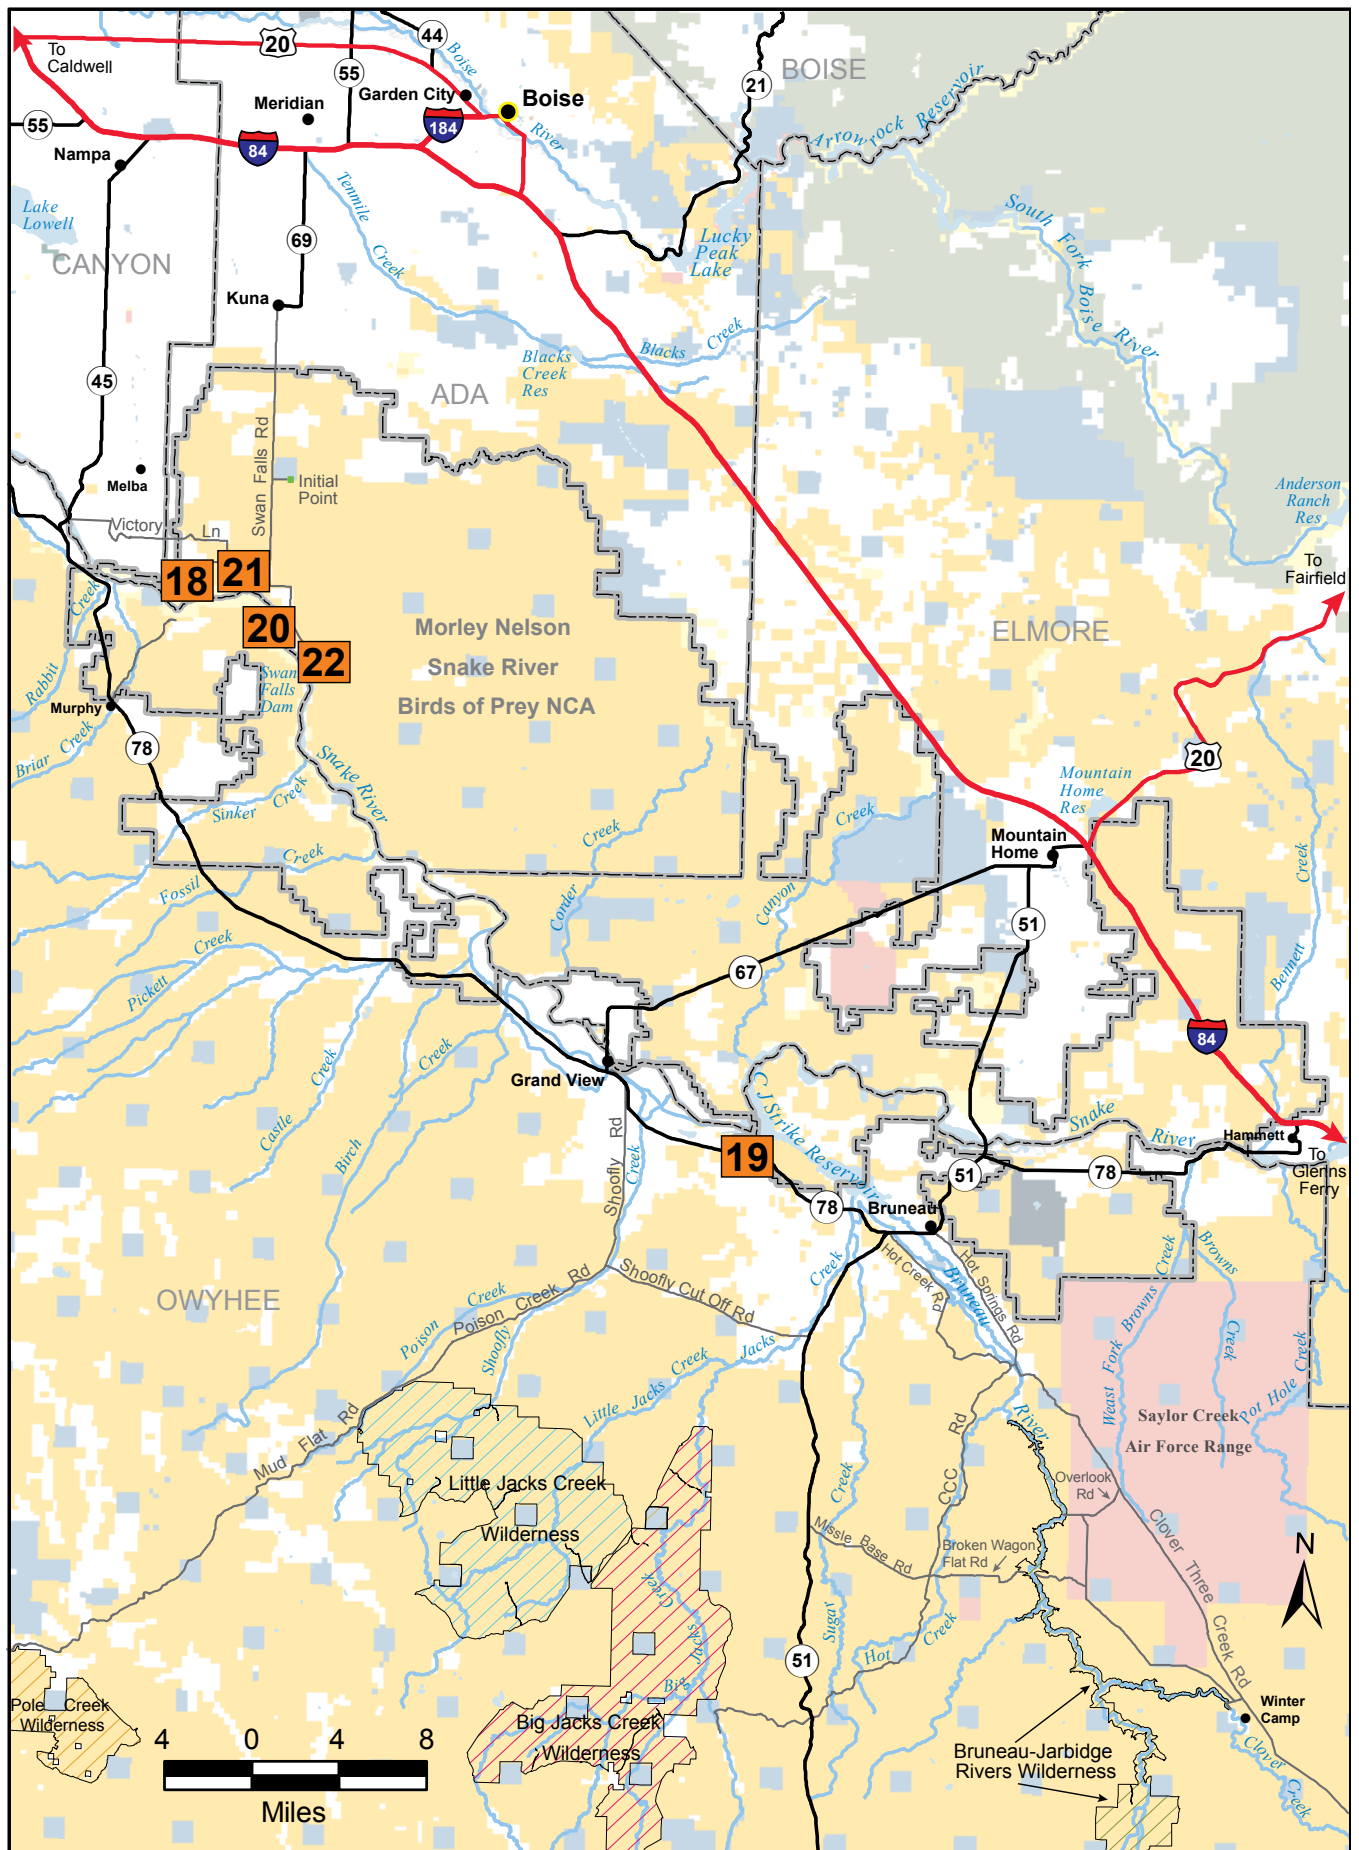 To
Caldwell
20
44
55
Boise
River
Garden City
Boise
184
Meridian
55
Nampa
84
21
BOISE
Arrowrock Reservoir
Lake
Lowell
CANYON
69
Tenmile
Creek
Lucky
Peak
Lake
South Fork Boise River
Kuna
Blacks
Creek
Res
Blacks Creek
ADA
45
Melba
Swan Falls Rd
Initial
Point
Victory Ln
Anderson
Ranch
Res
To
Fairfield
18
21
20
22
Morley Nelson
Snake River
Birds of Prey NCA
ELMORE
Rabbit Creek
Murphy
Briar Creek
Swan
Falls
Dam
78
Snake River
Sinker Creek
20
Mountain
Home
Res
Mountain
Home
Canyon Creek
Corder Creek
Fossil Creek
51
Bennett Creek
Pickett Creek
67
84
Castle Creek
Birch Creek
Grand View
C J Strike Reservoir
Snake River
Hammett
To
Glenns
Ferry
19
Shoofly Rd
Creek
78
51
78
Bruneau
OWYHEE
Poison Creek
Poison Creek Rd
Shoofly
Shoofly Cut Off Rd
Hot Creek Rd
Bruneau
River
Hot Springs Rd
Weast Fork Browns Creek
Browns
Creek
Pot Hole Creek
Little Jacks Creek
Jacks
Creek
Saylor Creek
Air Force Range
Mud Flat Rd
Little Jacks Creek
Wilderness
CCC Rd
Overlook
Rd
Clover Three Creek Rd
Missle Base Rd
Broken Wagon
Flat Rd
N
Creek
Sugar
Hot Creek
51
Big Jacks
Creek
Pole Creek
Wilderness
Big Jacks Creek
Wilderness
Winter
Camp
Clover Creek
Bruneau-Jarbidge
Rivers Wilderness
4 0 4 8
Miles